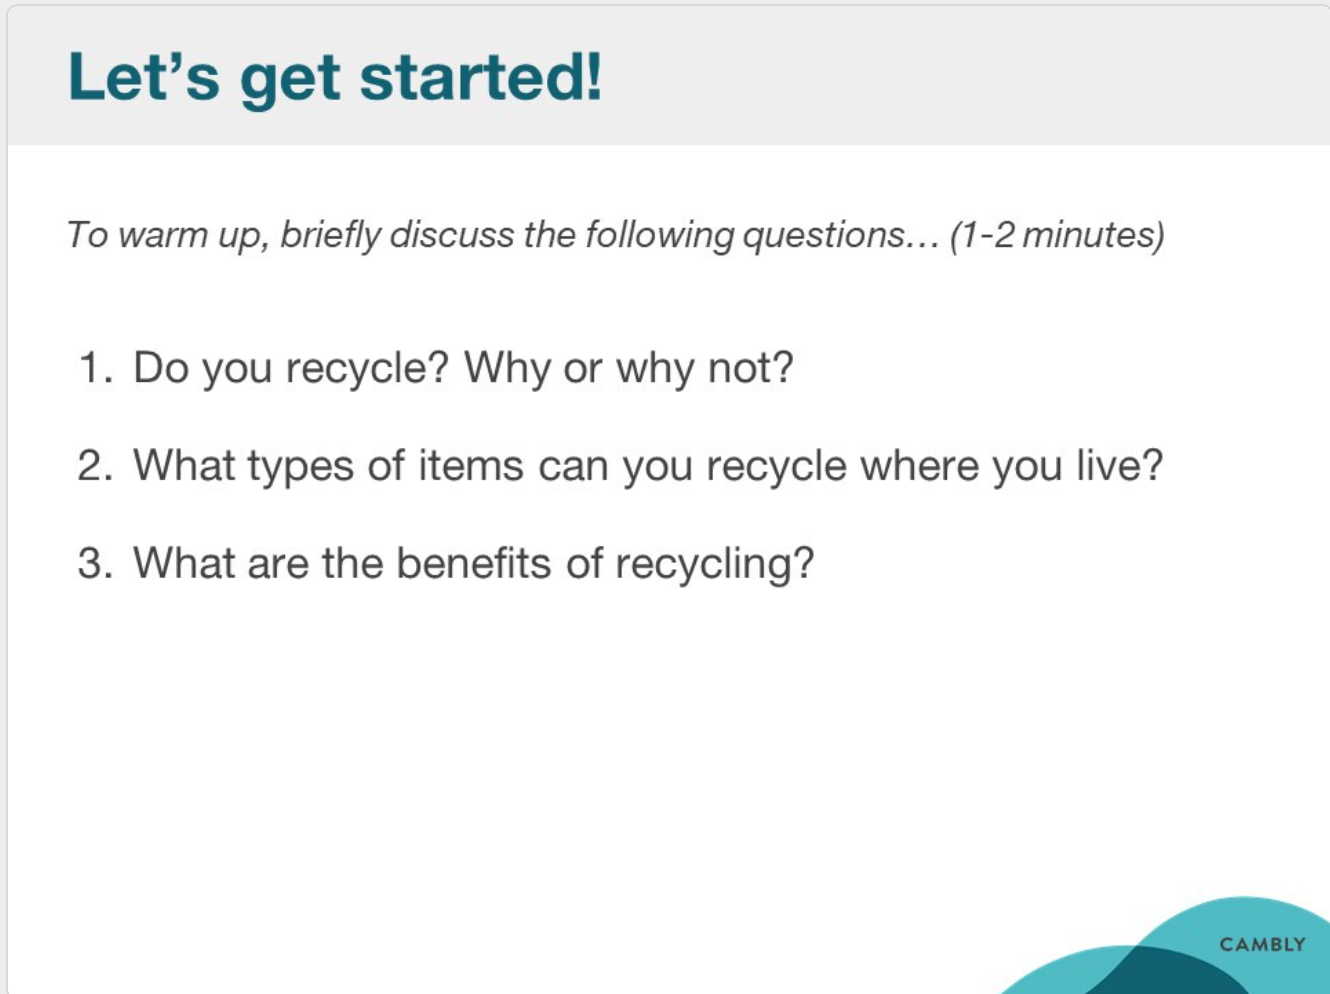 Let’s get started!
To warm up, briefly discuss the following questions… (1-2 minutes)
1. Do you recycle? Why or why not?
2. What types of items can you recycle where you live?
3. What are the benefits of recycling?
CAMBLY